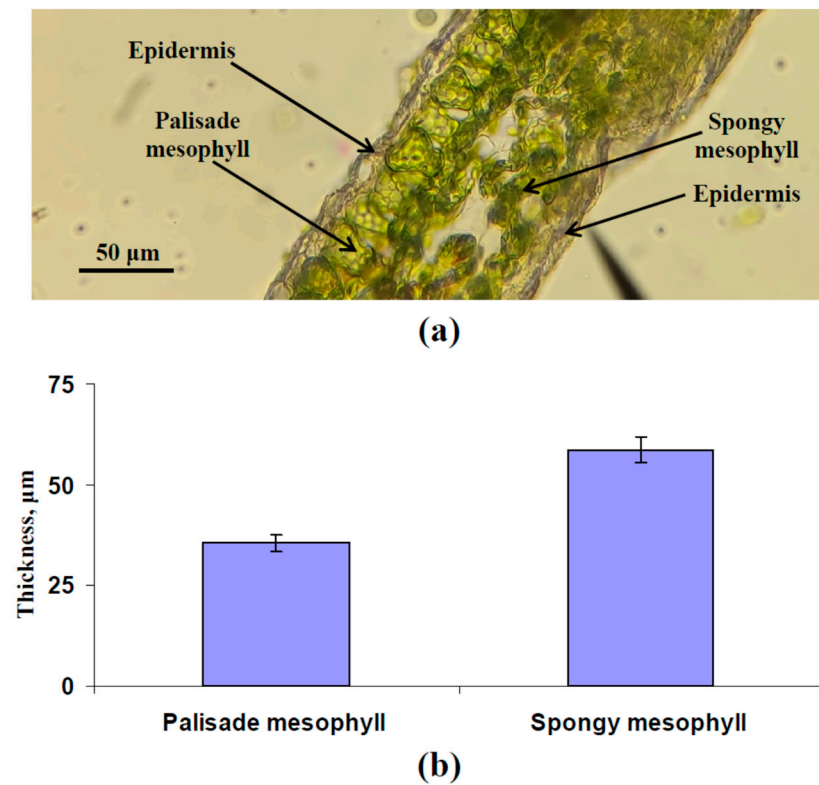 Epidermis
Palisade
mesophyll
Spongy
mesophyll
Epidermis
50 µm
(a)
75
50
25
0
Thickness, µm
Palisade mesophyll
Spongy mesophyll
(b)